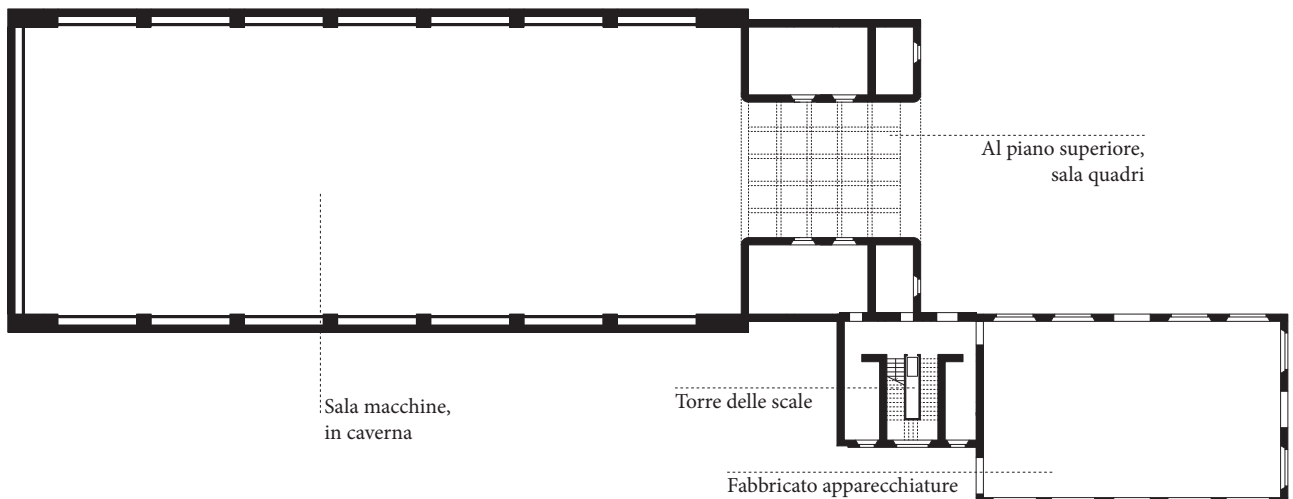 Al piano superiore,
sala quadri
Sala macchine,
in caverna
Torre delle scale
Fabbricato apparecchiature